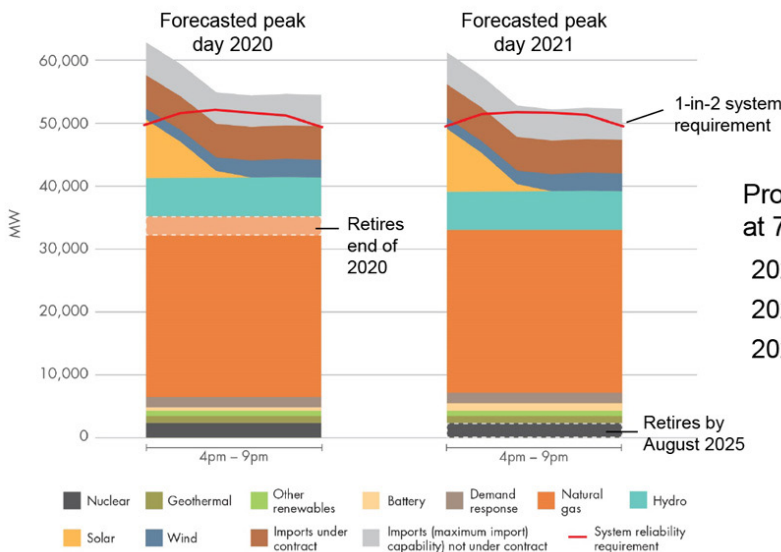 Forecasted peak
day 2020
Forecasted peak
day 2021
60,000
50,000
40,000
30,000
20,000
10,000
0
MW
1-in-2 system
requirement
Retires
end of
2020
Retires by
August 2025
4pm – 9pm
4pm – 9pm
Pro
at 7
20
20
20
Nuclear
Geothermal
Other
renewables
Battery
Demand
response
Natural
gas
Hydro
Solar
Wind
Imports under
contract
Imports (maximum import)
capability) not under contract
System reliability
requirement